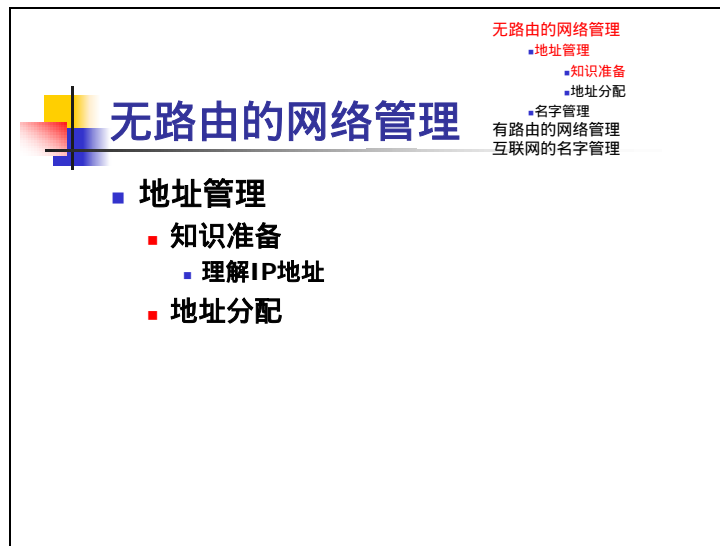 无路由的网络管理
地址管理
知识准备
地址分配
名字管理
有路由的网络管理
互联网的名字管理
无路由的网络管理
地址管理
知识准备
理解IP地址
地址分配